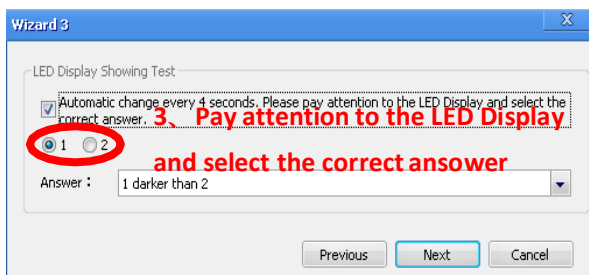 Wizard 3
X
LED Display Showing Test
Automatic change every 4 seconds. Please pay attention to the LED Display and select the
correct answer.
3、 Pay attention to the LED Display
1 2
and select the correct ansower
Answer： 1 darker than 2
Previous Next Cancel